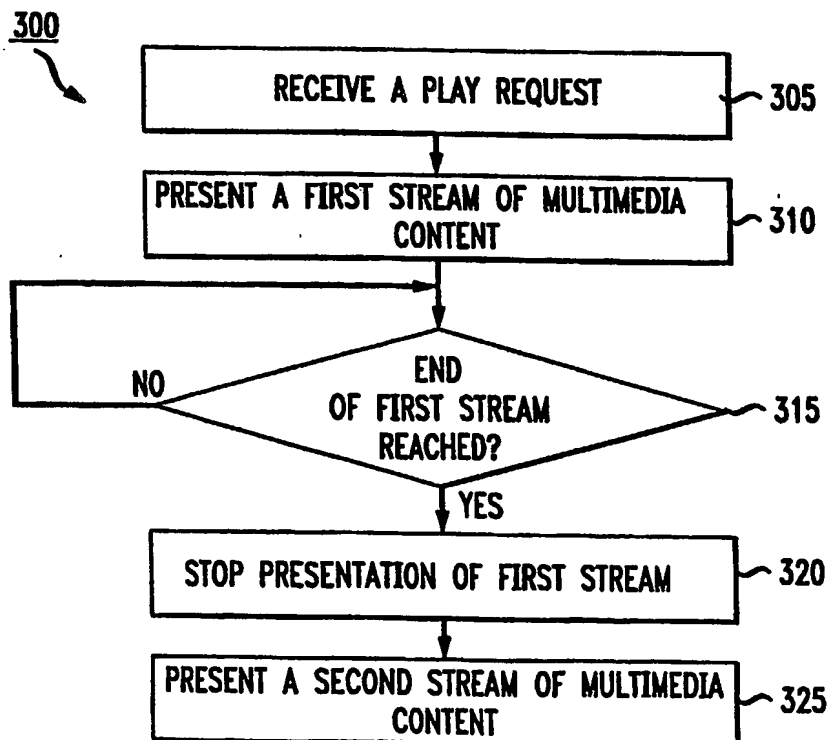 300
RECEIVE A PLAY REQUEST
305
PRESENT A FIRST STREAM OF MULTIMEDIA
CONTENT
310
END
OF FIRST STREAM
REACHED?
NO
315
YES
STOP PRESENTATION OF FIRST STREAM
320
PRESENT A SECOND STREAM OF MULTIMEDIA
CONTENT
325